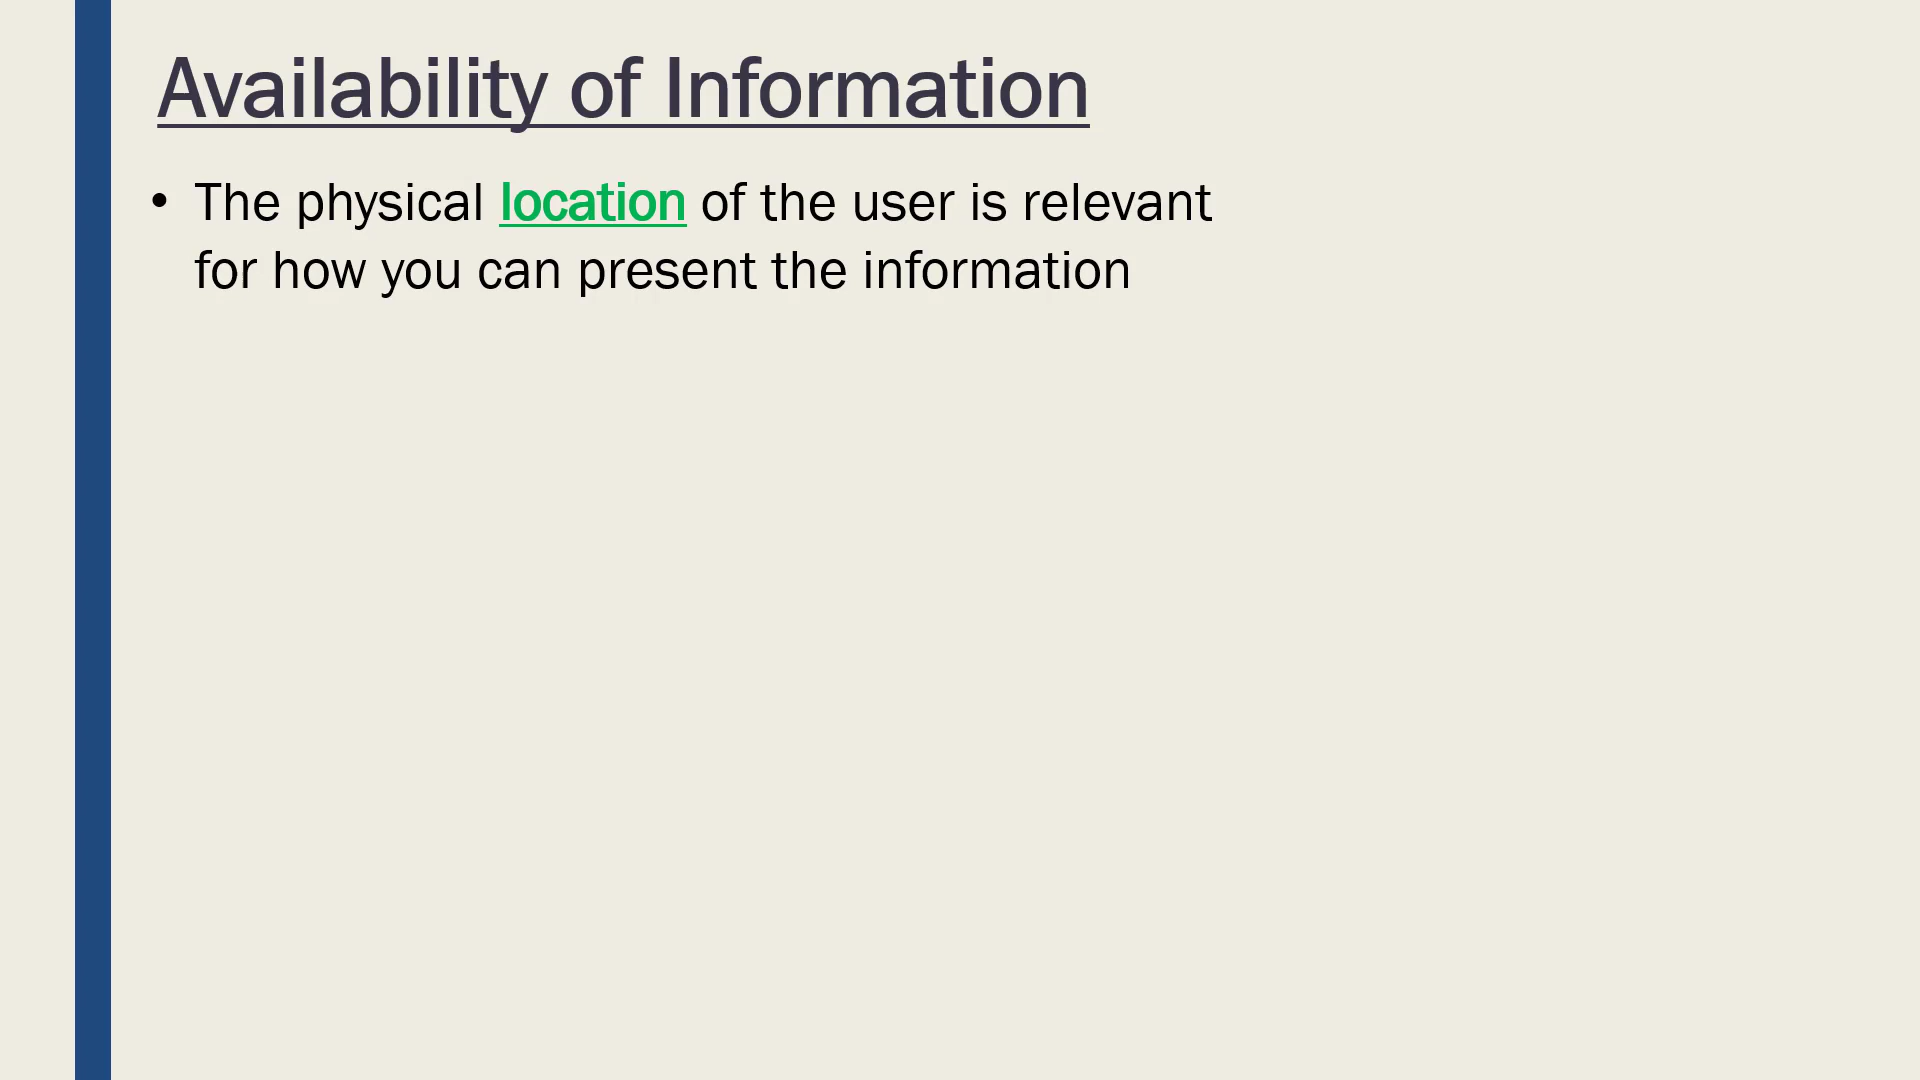 Availability of Information
• The physical location of the user is relevant
for how you can present the information